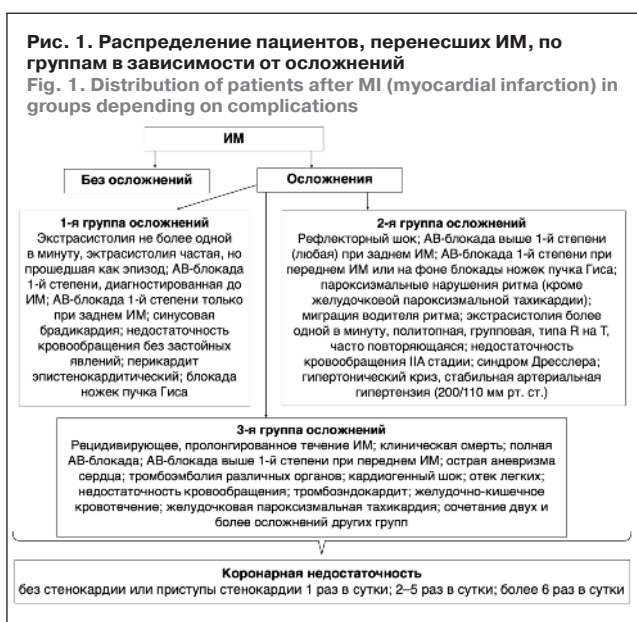 Рис. 1. Распределение пациентов, перенесших ИМ, по
группам в зависимости от осложнений
Fig. 1. Distribution of patients after MI (myocardial infarction) in
groups depending on complications
ИМ
Без осложнений
Осложнения
1-я группа осложнений
Экстрасистолия не более одной
в минуту, экстрасистолия частая, но
прошедшая как эпизод; АВ-блокада
1-й степени, диагностированная до
ИМ; АВ-блокада 1-й степени только
при заднем ИМ; синусовая
брадикардия; недостаточность
кровообращения без застойных
явлений; перикардит
эпистенокардитический; блокада
ножек пучка Гиса
2-я группа осложнений
Рефлекторный шок; АВ-блокада выше 1-й степени
(любая) при заднем ИМ; АВ-блокада 1-й степени при
переднем ИМ или на фоне блокады ножек пучка Гиса;
пароксизмальные нарушения ритма (кроме
желудочковой пароксизмальной тахикардии);
миграция водителя ритма; экстрасистолия более
одной в минуту, политопная, групповая, типа R на T,
часто повторяющаяся; недостаточность
кровообращения IIA стадии; синдром Дресслера;
гипертонический криз, стабильная артериальная
гипертензия (200/110 мм рт. ст.)
3-я группа осложнений
Рецидивирующее, пролонгированное течение ИМ; клиническая смерть; полная
АВ-блокада; АВ-блокада выше 1-й степени при переднем ИМ; острая аневризма
сердца; тромбоэмболия различных органов; кардиогенный шок; отек легких;
недостаточность кровообращения; тромбоэндокардит; желудочно-кишечное
кровотечение; желудочковая пароксизмальная тахикардия; сочетание двух и
более осложнений других групп
Коронарная недостаточность
без стенокардии или приступы стенокардии 1 раз в сутки; 2–5 раз в сутки; более 6 раз в сутки